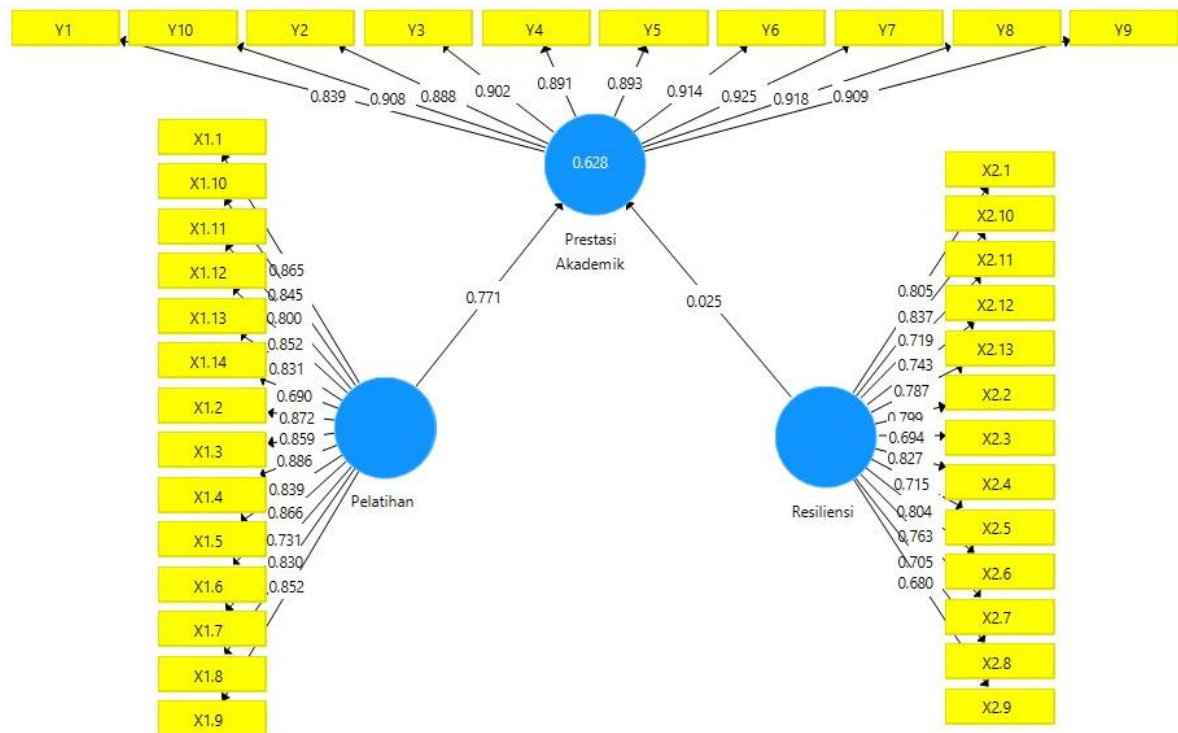 Y1 Y10 Y2 Y3 Y4 Y5 Y6 Y7 Y8 Y9
0.839 0.908 0.888 0.902 0.891 0.893 0.914 0.925 0.918 0.909
0.628
Prestasi
Akademik
0.771
0.025
X1.1
X1.10
X1.11
X1.12
X1.13
X1.14
X1.2
X1.3
X1.4
X1.5
X1.6
X1.7
X1.8
X1.9
0.865
0.845
0.800
0.852
0.831
0.690
0.872
0.859
0.886
0.839
0.866
0.731
0.830
0.852
Pelatihan
Resiliensi
0.805
0.837
0.719
0.743
0.787
0.799
0.694
0.827
0.715
0.804
0.763
0.705
0.680
X2.1
X2.10
X2.11
X2.12
X2.13
X2.2
X2.3
X2.4
X2.5
X2.6
X2.7
X2.8
X2.9